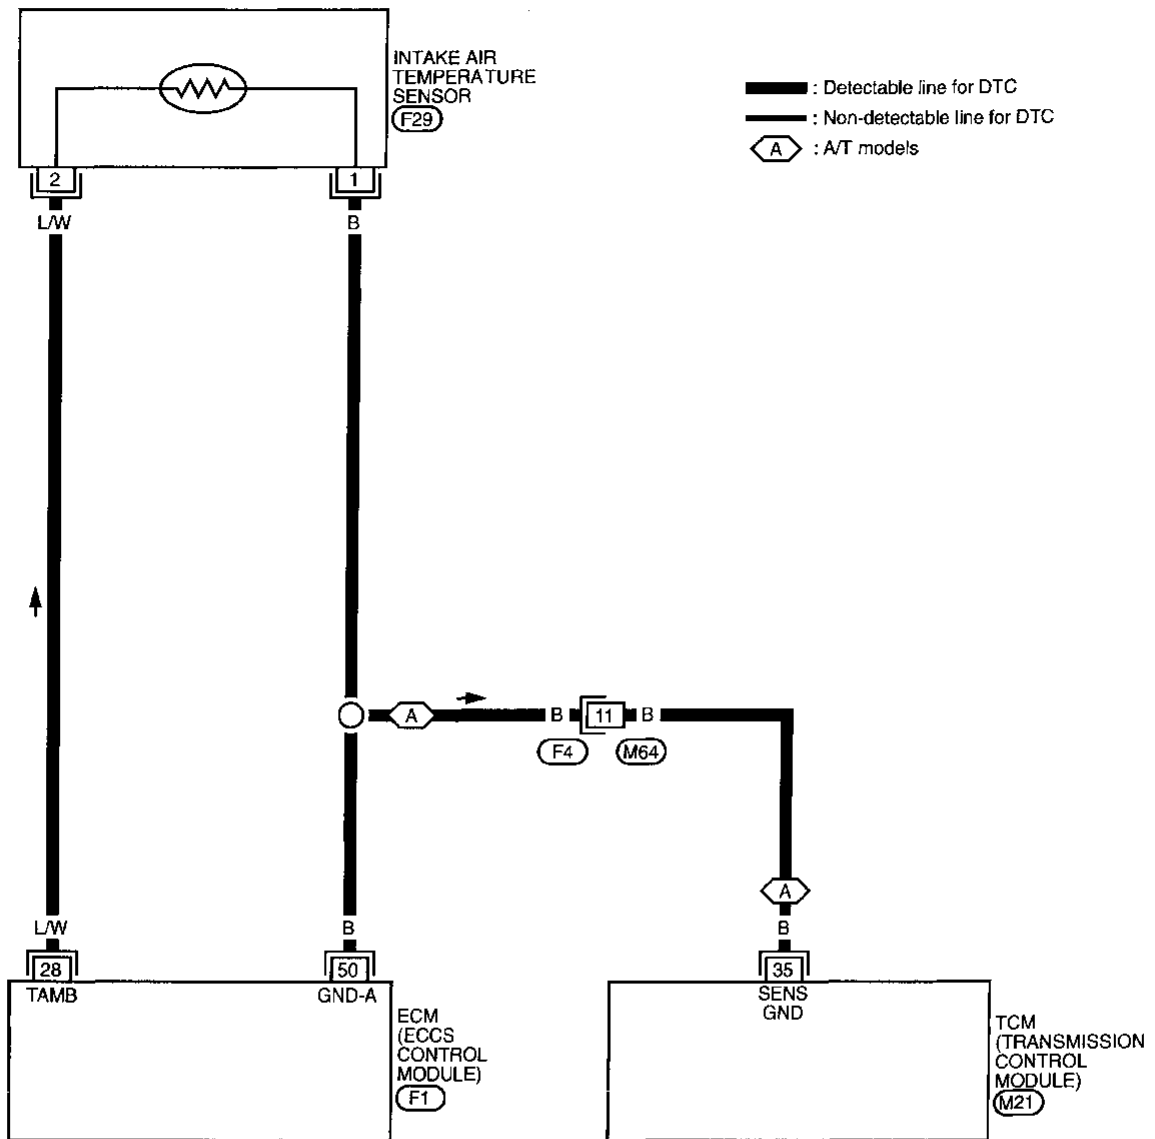 INTAKE AIR
TEMPERATURE
SENSOR
F29
: Detectable line for DTC
: Non-detectable line for DTC
A : A/T models
2
1
L/W
B
A
B
11
B
F4
M64
A
L/W
B
B
28
50
35
TAMB
GND-A
SENS
GND
ECM
(ECCS
CONTROL
MODULE)
F1
TCM
(TRANSMISSION
CONTROL
MODULE)
M21